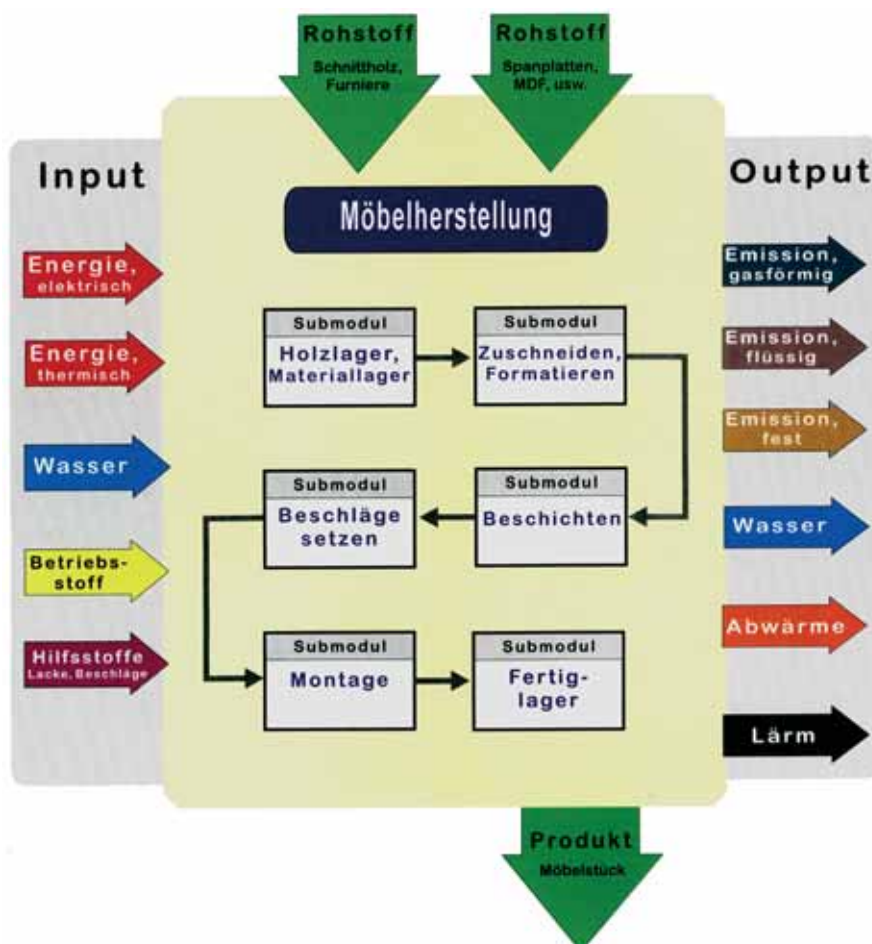 Rohstoff
Schnittholz,
Furniere
Rohstoff
Spanplatten,
MDF, usw.
Input
Output
Möbelherstellung
Energie,
elektrisch
Energie,
thermisch
Wasser
Betriebs-
stoff
Hilfsstoffe
Lacke, Beschläge
Submodul
Holzlager,
Materiallager
Submodul
Zuschneiden,
Formatieren
Submodul
Beschläge
setzen
Submodul
Beschichten
Submodul
Montage
Submodul
Fertig-
lager
Emission,
gasförmig
Emission,
flüssig
Emission,
fest
Wasser
Abwärme
Lärm
Produkt
Möbelstück